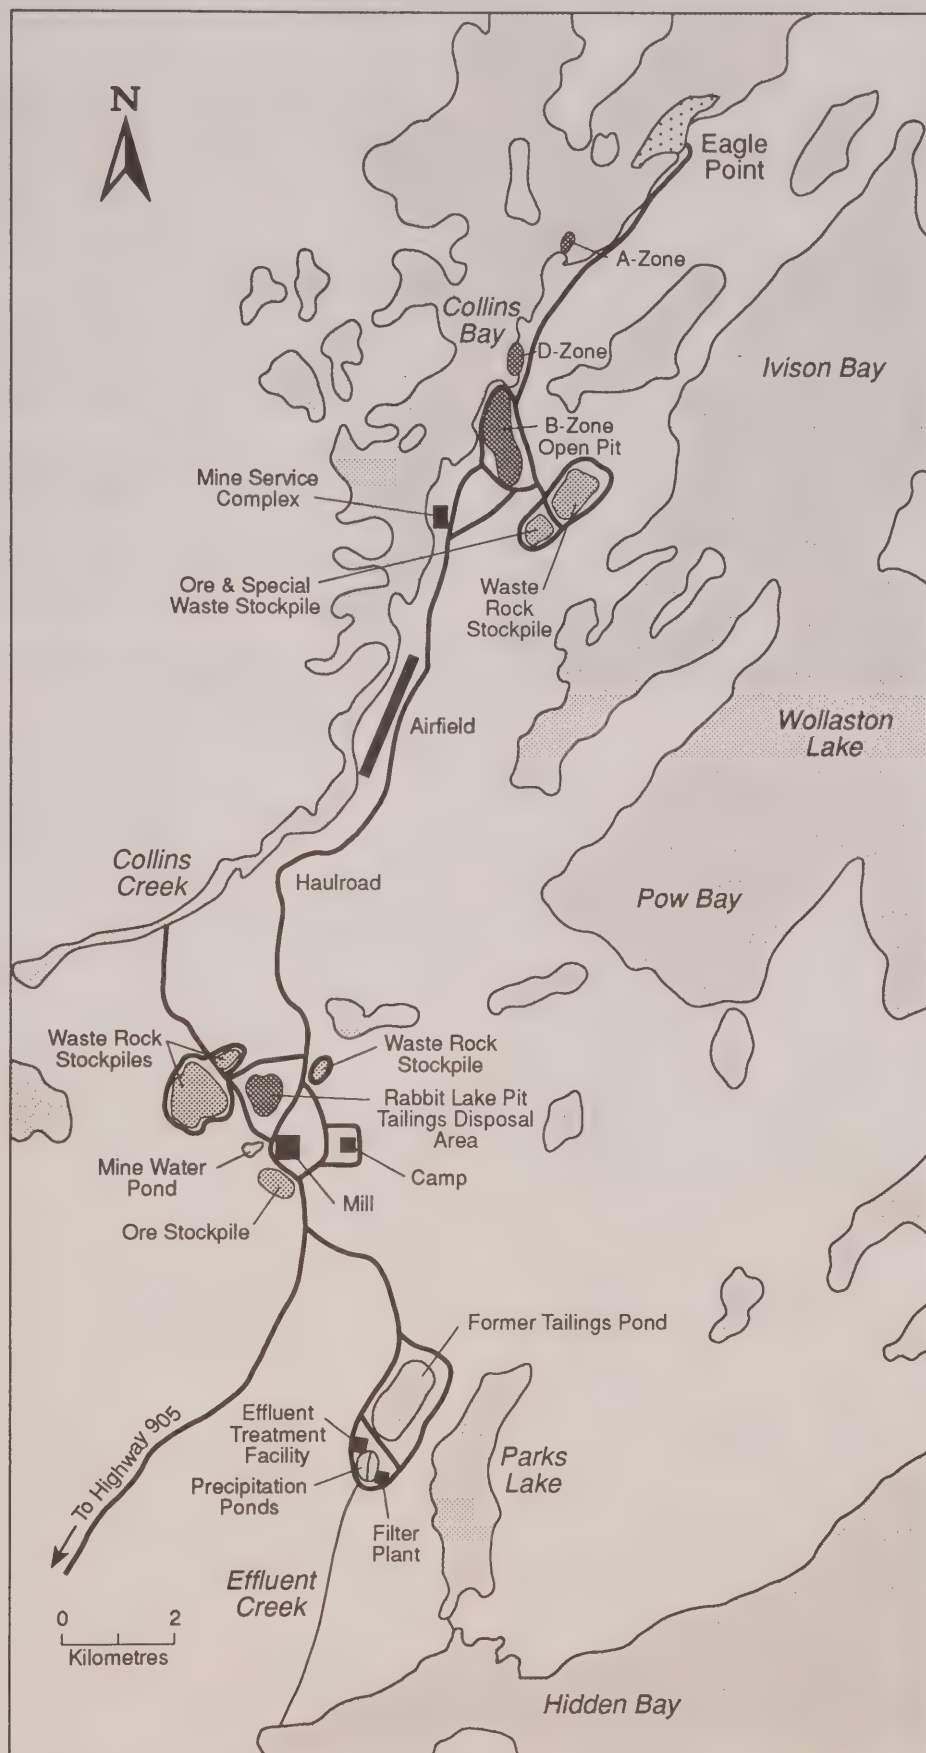 N
Eagle
Point
A-Zone
Collins
Bay
D-Zone
Ivison Bay
B-Zone
Open Pit
Mine Service
Complex
Ore & Special
Waste Stockpile
Waste
Rock
Stockpile
Wollaston
Lake
Airfield
Collins
Creek
Haulroad
Pow Bay
Waste Rock
Stockpiles
Waste Rock
Stockpile
Rabbit Lake Pit
Tailings Disposal
Area
Mine Water
Pond
Camp
Mill
Ore Stockpile
Former Tailings Pond
Effluent
Treatment
Facility
To Highway 905
Parks
Lake
Precipitation
Ponds
Filter
Plant
Effluent
Creek
0 2
Kilometres
Hidden Bay